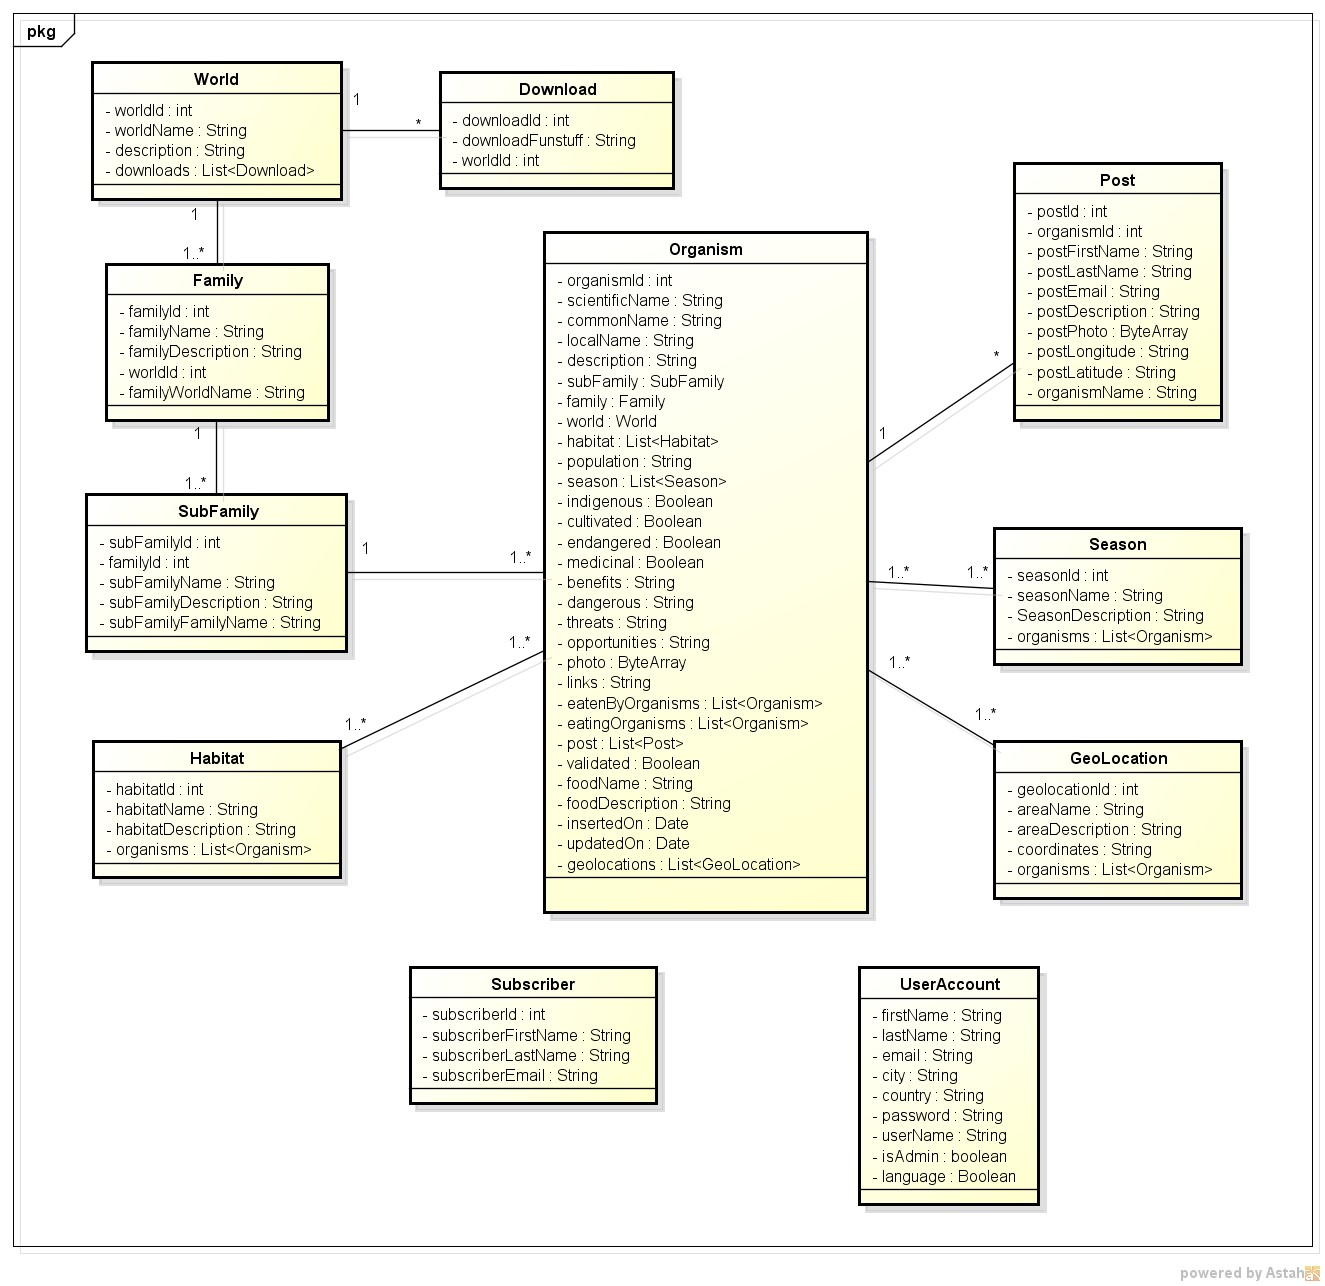 pkg
World
- worldId : int
- worldName : String
- description : String
- downloads : List<Download>
1
*
Download
- downloadId : int
- downloadFunstuff : String
- worldId : int
1
1..*
Family
- familyId : int
- familyName : String
- familyDescription : String
- worldId : int
- familyWorldName : String
1
1..*
SubFamily
- subFamilyId : int
- familyId : int
- subFamilyName : String
- subFamilyDescription : String
- subFamilyFamilyName : String
1
1..*
Organism
- organismId : int
- scientificName : String
- commonName : String
- localName : String
- description : String
- subFamily : SubFamily
- family : Family
- world : World
- habitat : List<Habitat>
- population : String
- season : List<Season>
- indigenous : Boolean
- cultivated : Boolean
- endangered : Boolean
- medicinal : Boolean
- benefits : String
- dangerous : String
- threats : String
- opportunities : String
- photo : ByteArray
- links : String
- eatenByOrganisms : List<Organism>
- eatingOrganisms : List<Organism>
- post : List<Post>
- validated : Boolean
- foodName : String
- foodDescription : String
- insertedOn : Date
- updatedOn : Date
- geolocations : List<GeoLocation>
1
*
Post
- postId : int
- organismId : int
- postFirstName : String
- postLastName : String
- postEmail : String
- postDescription : String
- postPhoto : ByteArray
- postLongitude : String
- postLatitude : String
- organismName : String
1..*
1..*
Season
- seasonId : int
- seasonName : String
- SeasonDescription : String
- organisms : List<Organism>
1..*
1..*
GeoLocation
- geolocationId : int
- areaName : String
- areaDescription : String
- coordinates : String
- organisms : List<Organism>
1..*
1..*
Habitat
- habitatId : int
- habitatName : String
- habitatDescription : String
- organisms : List<Organism>
Subscriber
- subscriberId : int
- subscriberFirstName : String
- subscriberLastName : String
- subscriberEmail : String
UserAccount
- firstName : String
- lastName : String
- email : String
- city : String
- country : String
- password : String
- userName : String
- isAdmin : boolean
- language : Boolean
powered by Astah